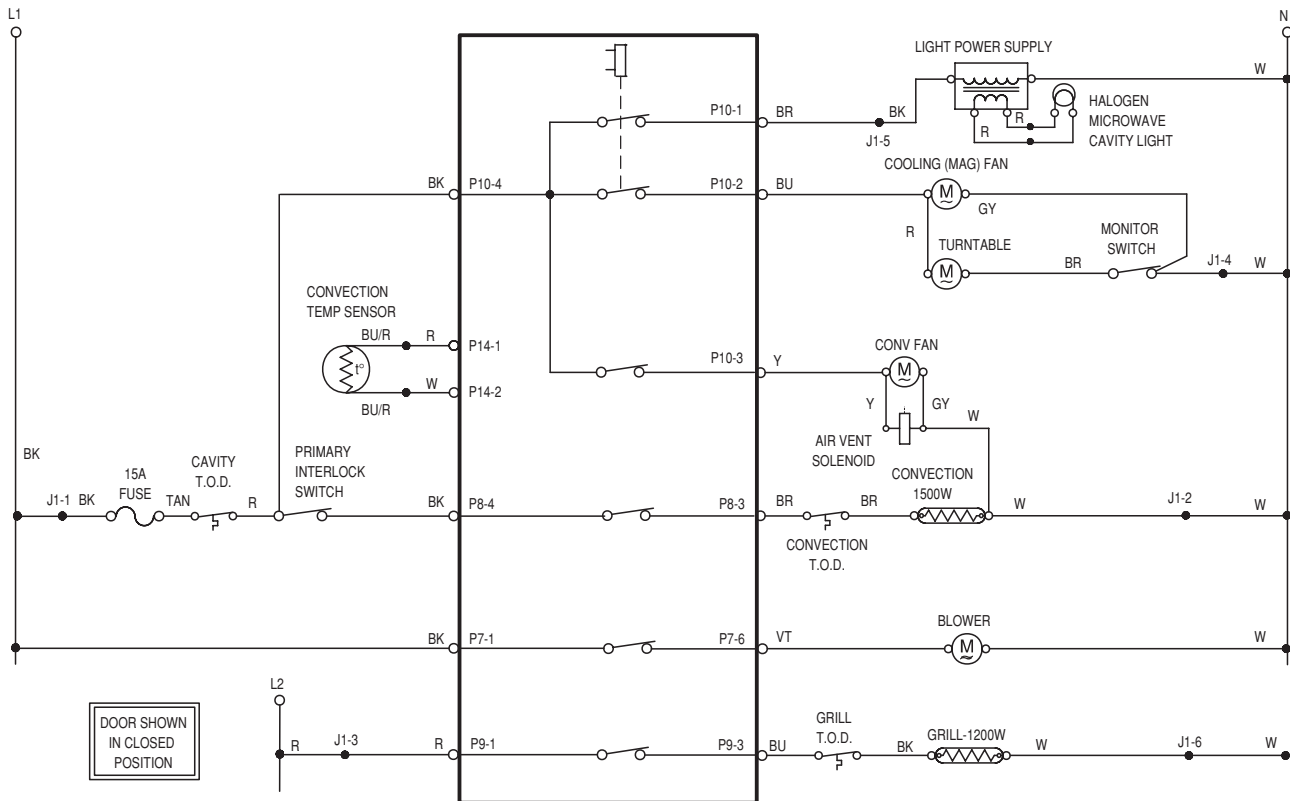 L1
N
LIGHT POWER SUPPLY
W
P10-1
BR
BK
J1-5
R
R
HALOGEN
MICROWAVE
CAVITY LIGHT
COOLING (MAG) FAN
BK
P10-4
P10-2
BU
M
GY
R
TURNTABLE
MONITOR
SWITCH
M
BR
J1-4
W
CONVECTION
TEMP SENSOR
BU/R
R
P14-1
t°
W
P14-2
BU/R
P10-3
Y
CONV FAN
M
Y
GY
W
AIR VENT
SOLENOID
BK
15A
FUSE
CAVITY
T.O.D.
PRIMARY
INTERLOCK
SWITCH
CONVECTION
1500W
J1-1
BK
TAN
R
BK
P8-4
P8-3
BR
BR
W
J1-2
W
CONVECTION
T.O.D.
BLOWER
BK
P7-1
P7-6
VT
M
W
L2
DOOR SHOWN
IN CLOSED
POSITION
R
J1-3
R
P9-1
P9-3
BU
GRILL
T.O.D.
BK
GRILL-1200W
W
J1-6
W